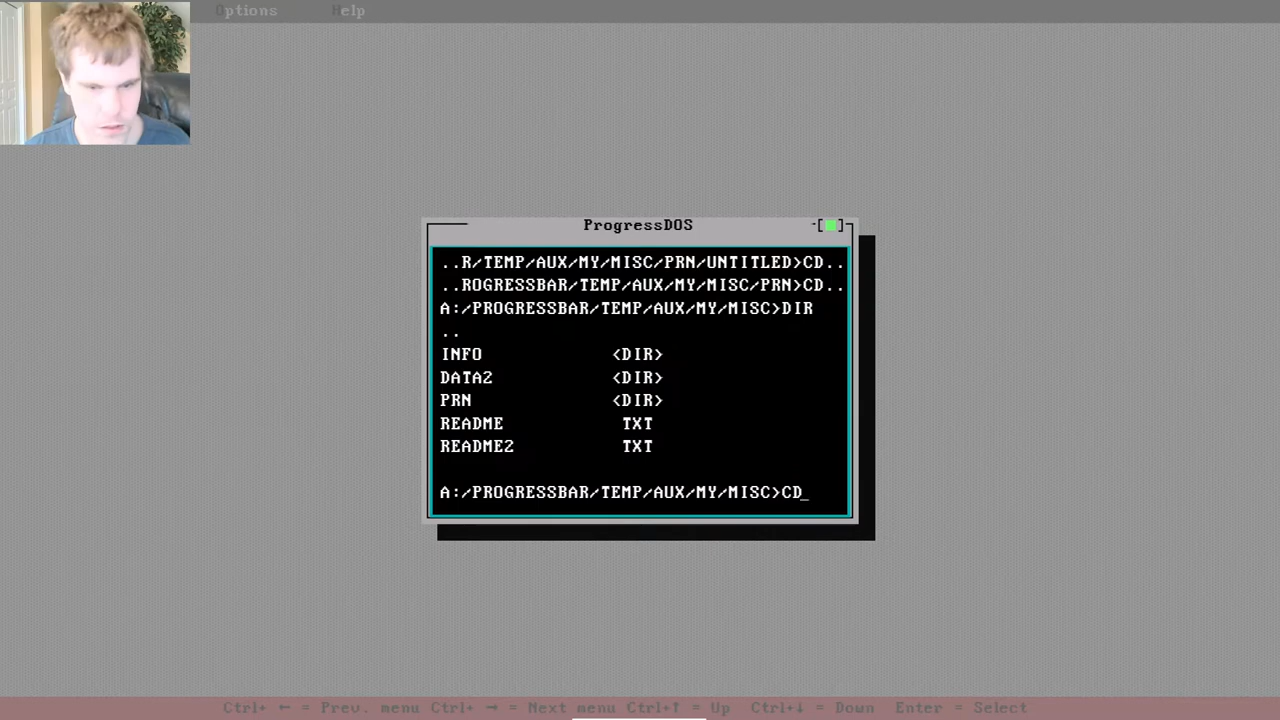 Options Help
ProgressDOS
..R/TEMP/AUX/MY/MISC/PRN/UNTITLED>CD..
..ROGRESSBAR/TEMP/AUX/MY/MISC/PRN>CD..
A:/PROGRESSBAR/TEMP/AUX/MY/MISC>DIR
..
INFO <DIR>
DATA2 <DIR>
PRN <DIR>
README TXT
README2 TXT
A:/PROGRESSBAR/TEMP/AUX/MY/MISC>CD_
Ctrl+ ← = Prev. menu Ctrl+ → = Next menu Ctrl+↑ = Up Ctrl+↓ = Down Enter = Select